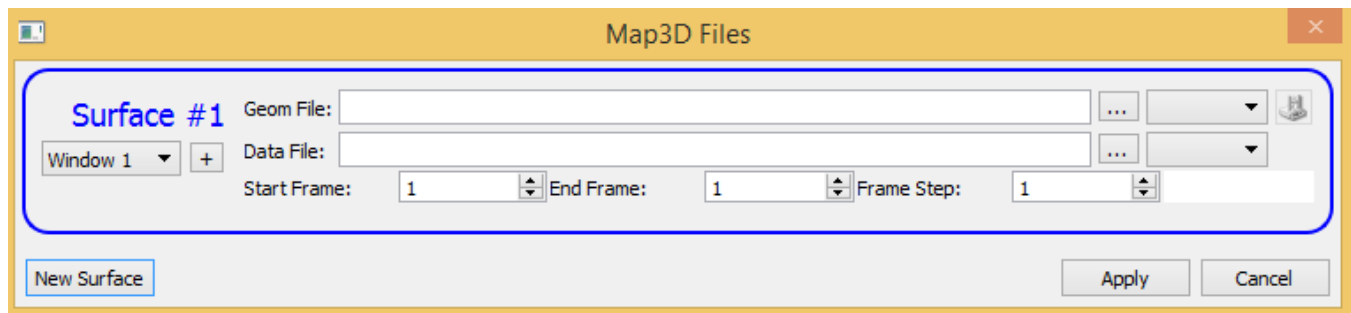 Map3D Files
Surface #1
Geom File:
...
Window 1
+
Data File:
...
Start Frame:
1
End Frame:
1
Frame Step:
1
New Surface
Apply
Cancel